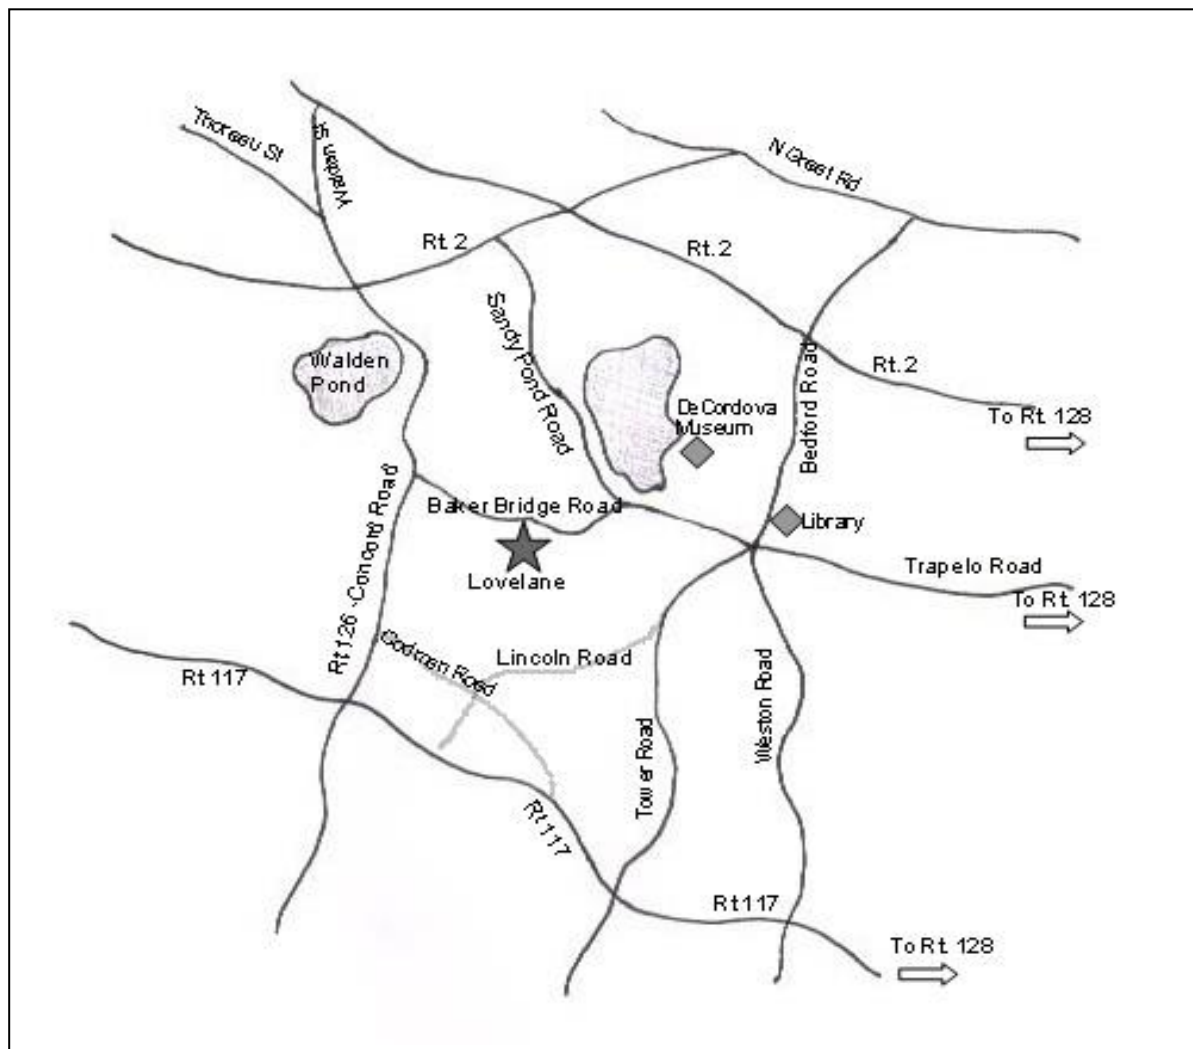 Thoreau St
Walden St
N Great Rd
Rt. 2
Rt. 2
Sandy Pond Road
Walden
Pond
Rt. 2
Bedford Road
DeCordova
Museum
To Rt. 128
Baker Bridge Road
Library
Rt 126 -Concord Road
Lovelane
Trapelo Road
To Rt. 128
Codman Road
Lincoln Road
Rt 117
Weston Road
Tower Road
Rt 117
Rt 117
To Rt. 128